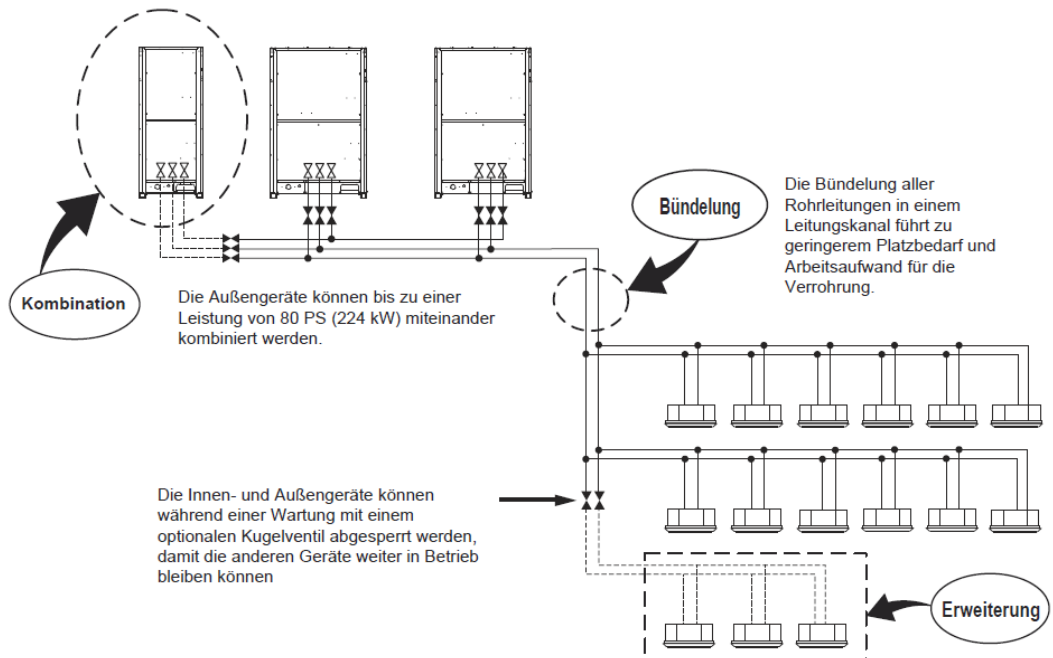 Bündelung
Die Bündelung aller
Rohrleitungen in einem
Leitungskanal führt zu
geringerem Platzbedarf und
Arbeitsaufwand für die
Verrohrung.
Kombination
Die Außengeräte können bis zu einer
Leistung von 80 PS (224 kW) miteinander
kombiniert werden.
Die Innen- und Außengeräte können
während einer Wartung mit einem
optionalen Kugelventil abgesperrt werden,
damit die anderen Geräte weiter in Betrieb
bleiben können
Erweiterung